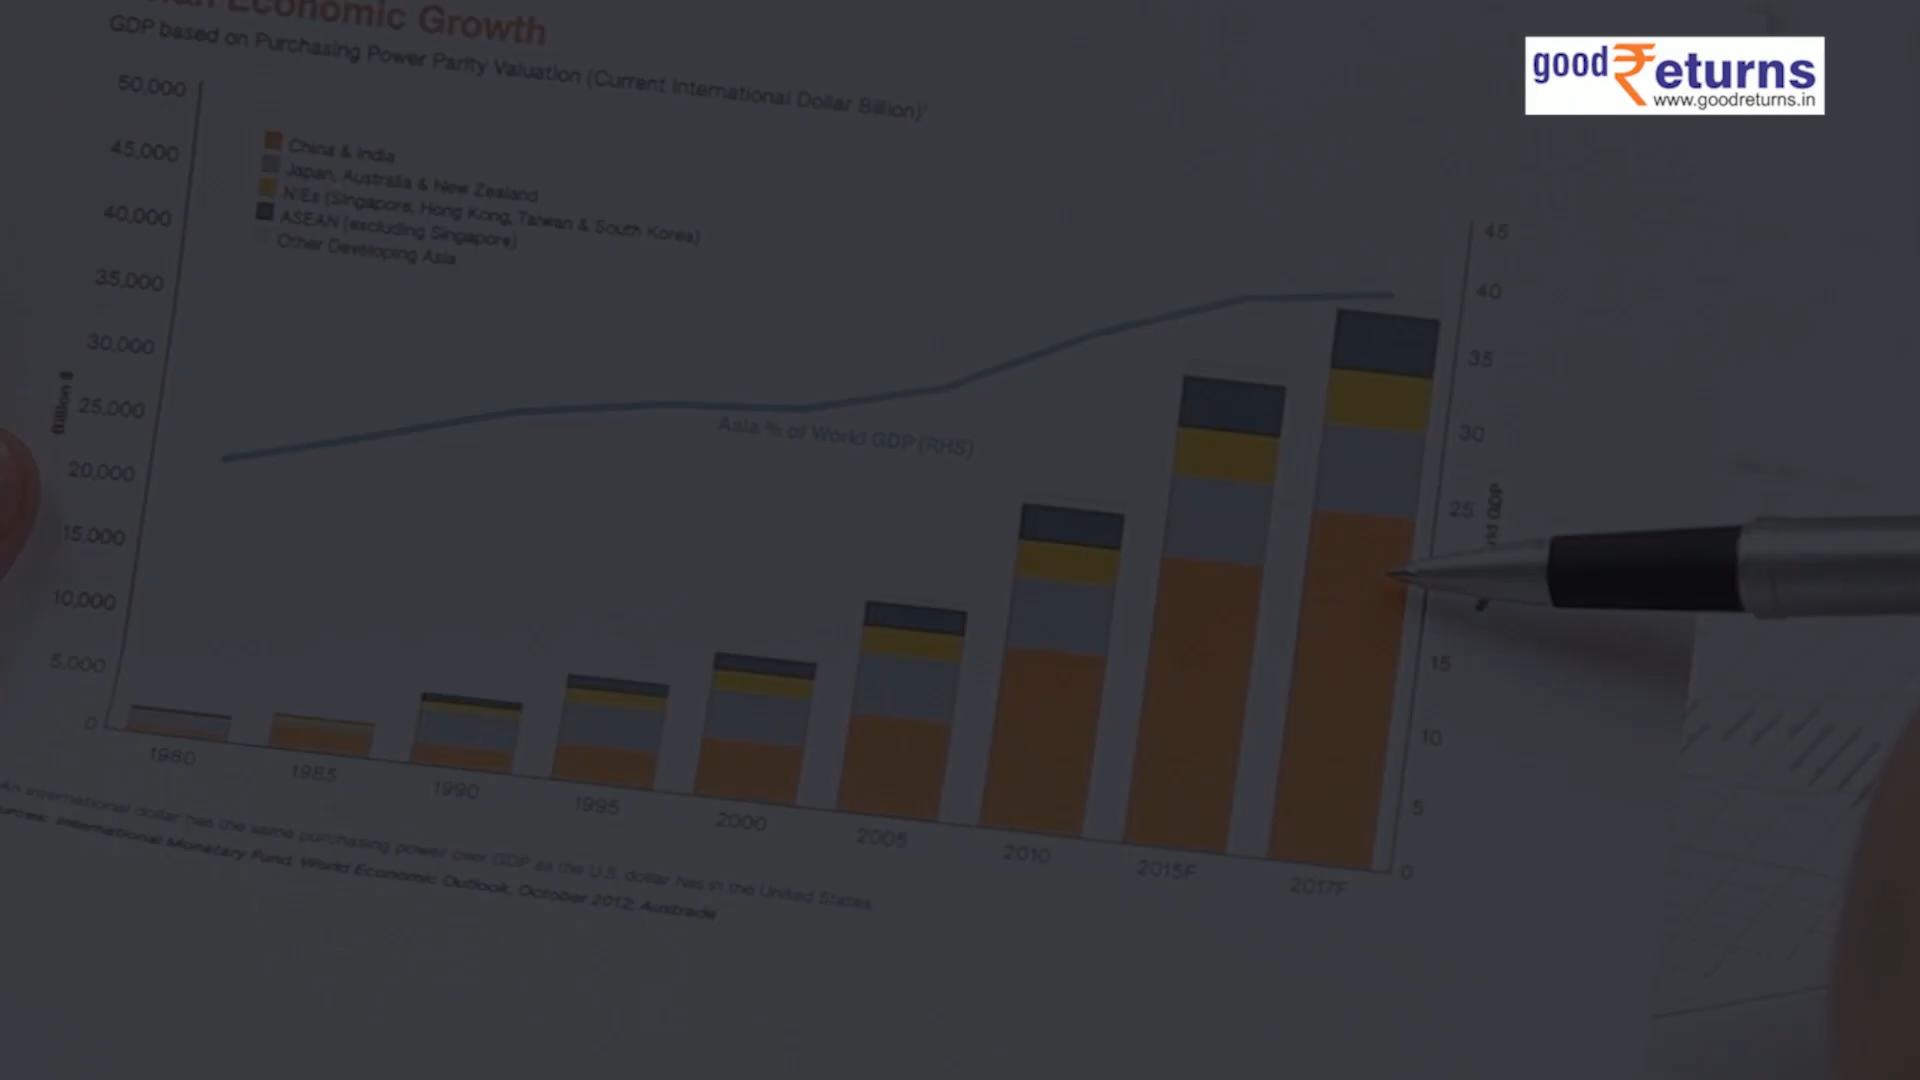 Economic Growth
GDP based on Purchasing Power Parity Valuation (Current International Dollar Billion)¹
good₹eturns
www.goodreturns.in
50,000
45,000
40,000
35,000
30,000
25,000
20,000
15,000
10,000
5,000
0
Billion $
China & India
Japan, Australia & New Zealand
NIEs (Singapore, Hong Kong, Taiwan & South Korea)
ASEAN (excluding Singapore)
Other Developing Asia
Asia % of World GDP (RHS)
45
40
35
30
25
15
10
5
0
GDP
1980
1985
1990
1995
2000
2005
2010
2015F
2017F
An international dollar has the same purchasing power over GDP as the U.S. dollar has in the United States.
International Monetary Fund, World Economic Outlook, October 2012; Austrade